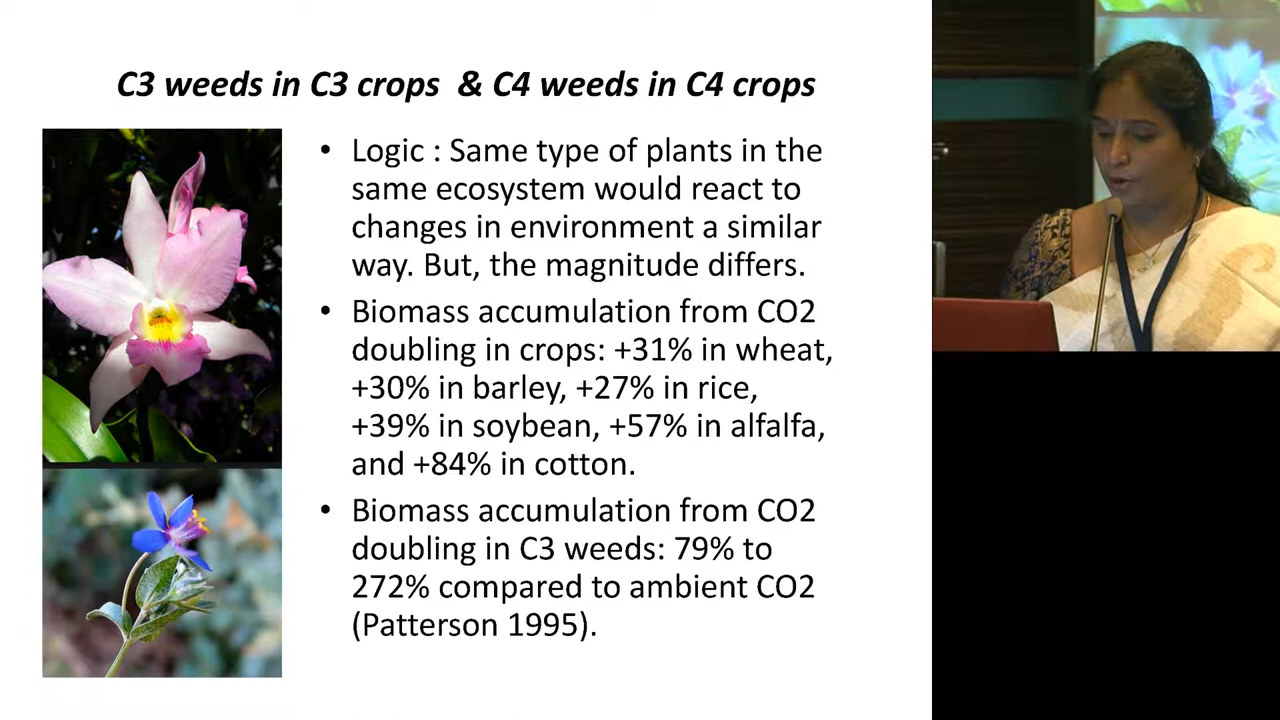 C3 weeds in C3 crops & C4 weeds in C4 crops
• Logic : Same type of plants in the
same ecosystem would react to
changes in environment a similar
way. But, the magnitude differs.
• Biomass accumulation from CO2
doubling in crops: +31% in wheat,
+30% in barley, +27% in rice,
+39% in soybean, +57% in alfalfa,
and +84% in cotton.
• Biomass accumulation from CO2
doubling in C3 weeds: 79% to
272% compared to ambient CO2
(Patterson 1995).